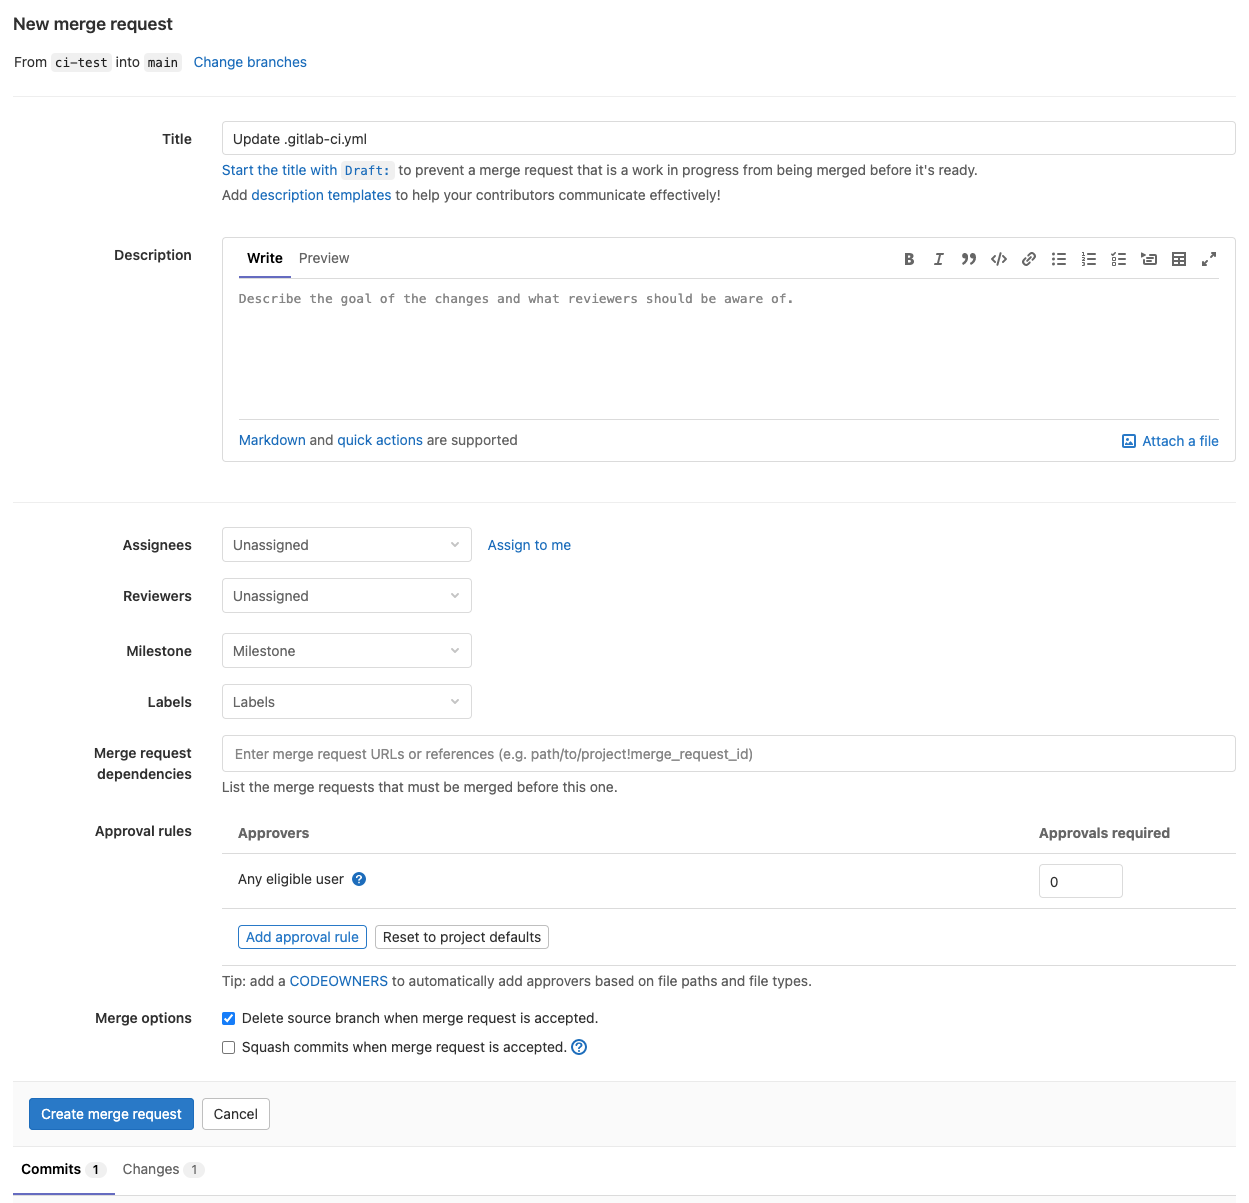 New merge request
From ci-test into main Change branches
Title
Update .gitlab-ci.yml
Start the title with Draft: to prevent a merge request that is a work in progress from being merged before it's ready.
Add description templates to help your contributors communicate effectively!
Description
Write Preview
Describe the goal of the changes and what reviewers should be aware of.
Markdown and quick actions are supported
Attach a file
Assignees
Unassigned
Assign to me
Reviewers
Unassigned
Milestone
Milestone
Labels
Labels
Merge request
dependencies
Enter merge request URLs or references (e.g. path/to/project!merge_request_id)
List the merge requests that must be merged before this one.
Approval rules
Approvers
Approvals required
Any eligible user
0
Add approval rule
Reset to project defaults
Tip: add a CODEOWNERS to automatically add approvers based on file paths and file types.
Merge options
Delete source branch when merge request is accepted.
Squash commits when merge request is accepted.
Create merge request
Cancel
Commits 1 Changes 1